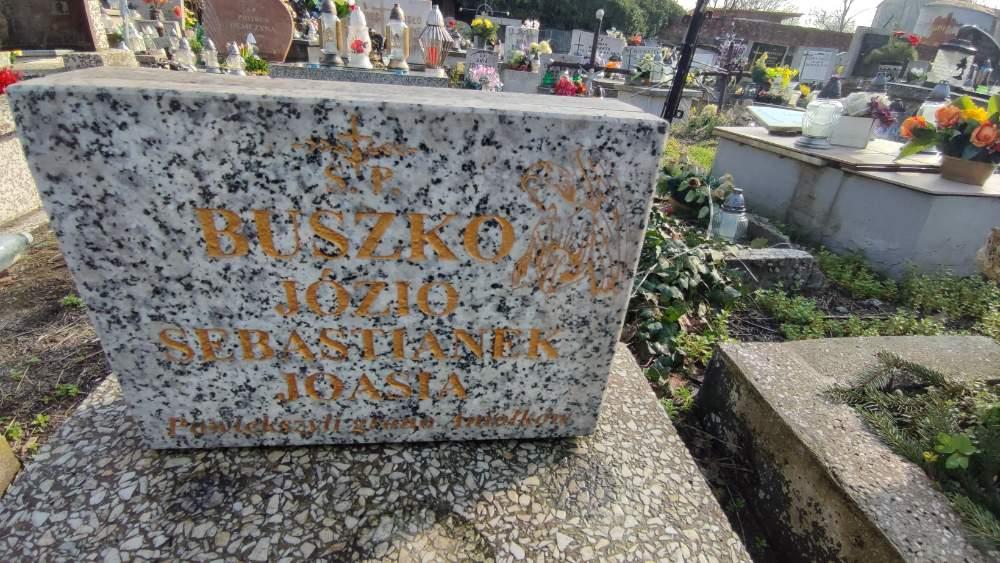 Ś. P.
BUSZKO
JÓZIO
SEBASTIANEK
JOASIA
Powiększyli grono Aniołków